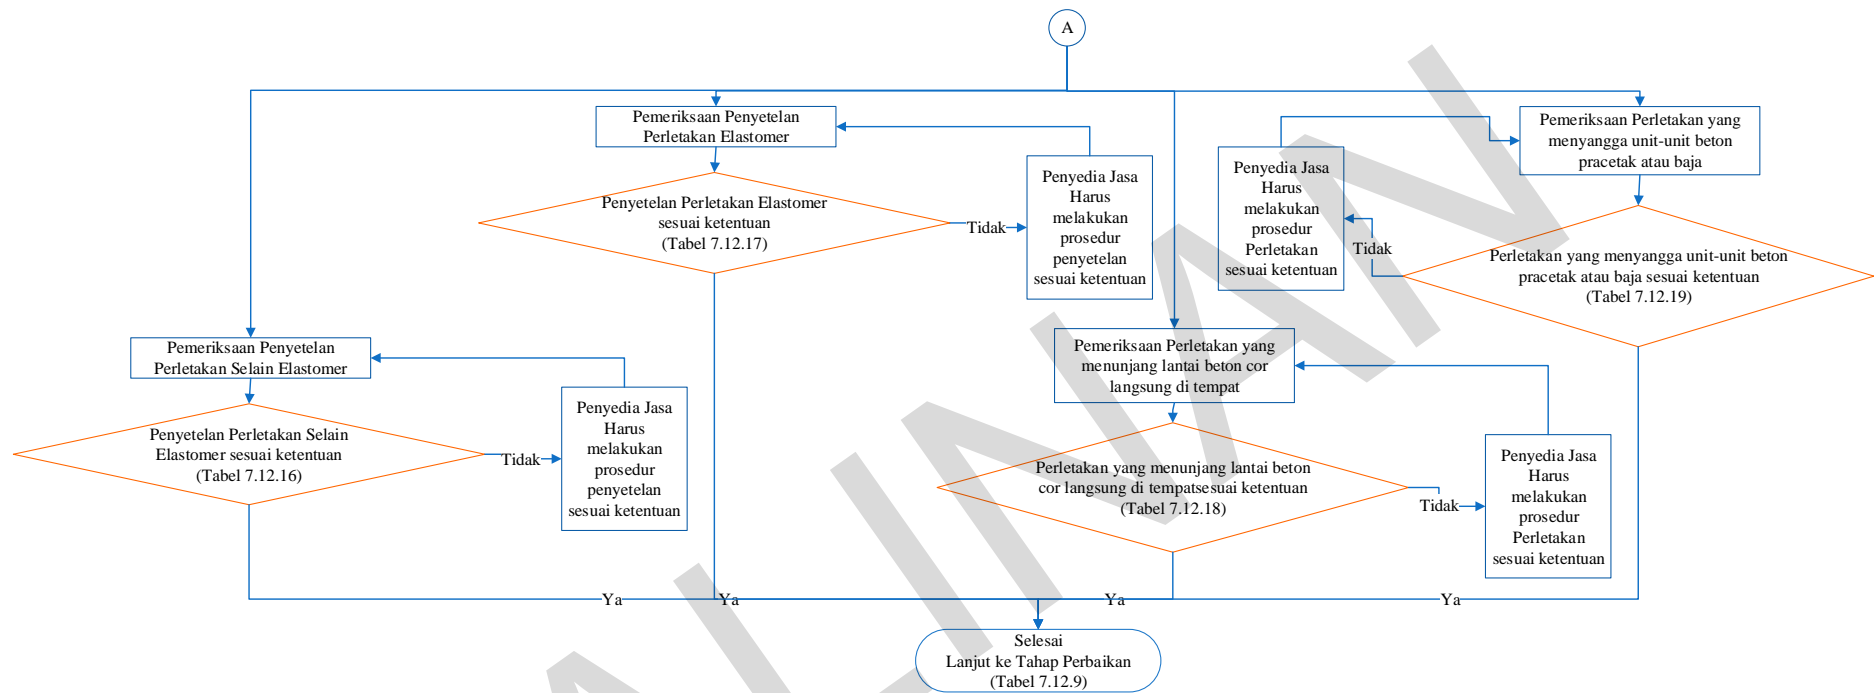 A
Pemeriksaan Penyetelan
Perletakan Elastomer
Penyetelan Perletakan Elastomer
sesuai ketentuan
(Tabel 7.12.17)
Tidak
Penyedia Jasa
Harus
melakukan
prosedur
penyetelan
sesuai ketentuan
Pemeriksaan Perletakan yang
menyangga unit-unit beton
pracetak atau baja
Penyedia Jasa
Harus
melakukan
prosedur
Perletakan
sesuai ketentuan
Tidak
Perletakan yang menyangga unit-unit beton
pracetak atau baja sesuai ketentuan
(Tabel 7.12.19)
Pemeriksaan Penyetelan
Perletakan Selain Elastomer
Penyetelan Perletakan Selain
Elastomer sesuai ketentuan
(Tabel 7.12.16)
Tidak
Penyedia Jasa
Harus
melakukan
prosedur
penyetelan
sesuai ketentuan
Pemeriksaan Perletakan yang
menunjang lantai beton cor
langsung di tempat
Perletakan yang menunjang lantai beton
cor langsung di tempatsesuai ketentuan
(Tabel 7.12.18)
Tidak
Penyedia Jasa
Harus
melakukan
prosedur
Perletakan
sesuai ketentuan
Ya
Ya
Ya
Ya
Selesai
Lanjut ke Tahap Perbaikan
(Tabel 7.12.9)